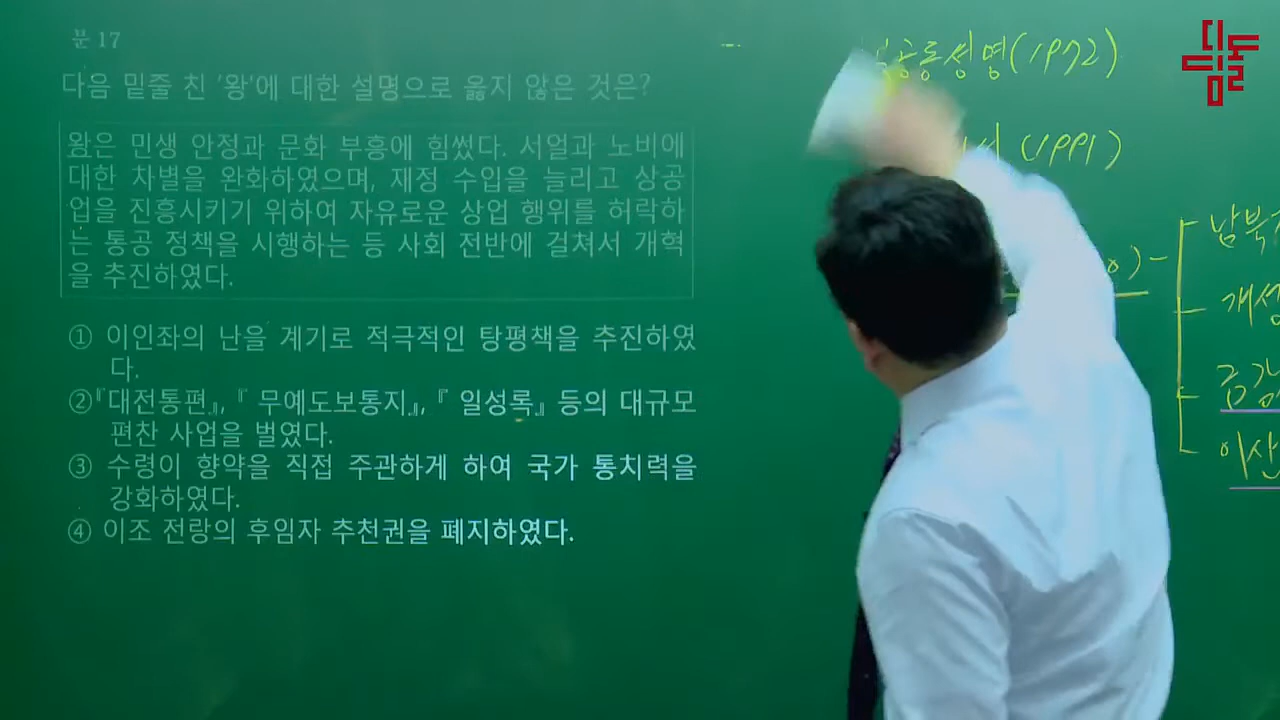 문 17
다음 밑줄 친 '왕'에 대한 설명으로 옳지 않은 것은?
왕은 민생 안정과 문화 부흥에 힘썼다. 서얼과 노비에
대한 차별을 완화하였으며, 재정 수입을 늘리고 상공
업을 진흥시키기 위하여 자유로운 상업 행위를 허락하
는 통공 정책을 시행하는 등 사회 전반에 걸쳐서 개혁
을 추진하였다.
① 이인좌의 난을 계기로 적극적인 탕평책을 추진하였
다.
②『대전통편』,『 무예도보통지』,『 일성록』 등의 대규모
편찬 사업을 벌였다.
③ 수령이 향약을 직접 주관하게 하여 국가 통치력을
강화하였다.
④ 이조 전랑의 후임자 추천권을 폐지하였다.
공동성명(1972)
(1991)
남북
개성
금강
이산